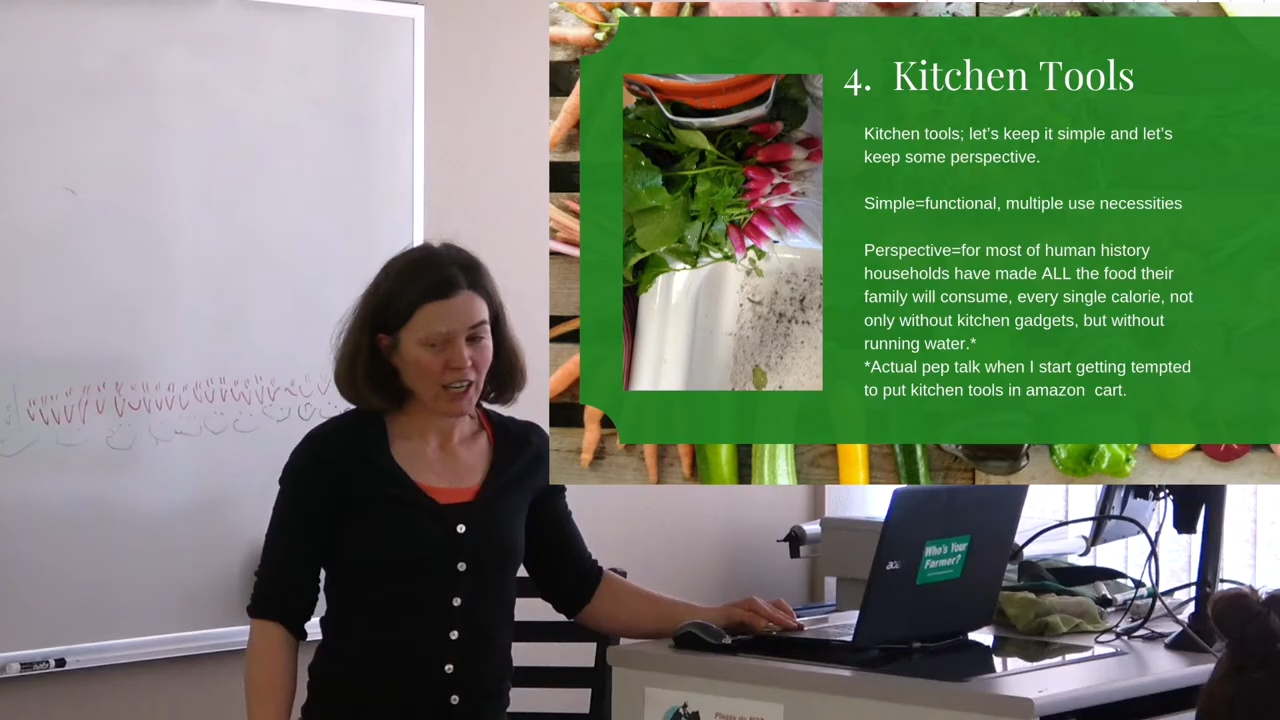 4. Kitchen Tools
Kitchen tools; let's keep it simple and let's
keep some perspective.
Simple=functional, multiple use necessities
Perspective=for most of human history
households have made ALL the food their
family will consume, every single calorie, not
only without kitchen gadgets, but without
running water.*
*Actual pep talk when I start getting tempted
to put kitchen tools in amazon cart.
acer
Who's Your
Farmer?